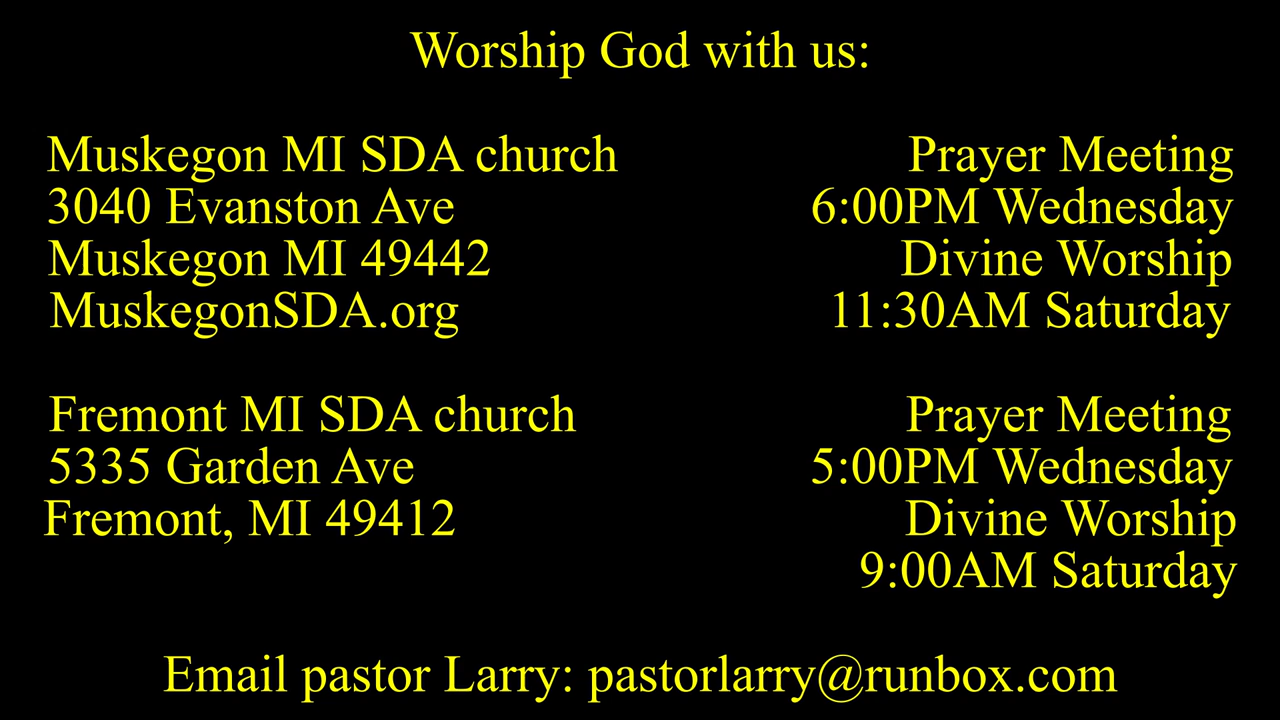 Worship God with us:
Muskegon MI SDA church
3040 Evanston Ave
Muskegon MI 49442
MuskegonSDA.org
Prayer Meeting
6:00PM Wednesday
Divine Worship
11:30AM Saturday
Fremont MI SDA church
5335 Garden Ave
Fremont, MI 49412
Prayer Meeting
5:00PM Wednesday
Divine Worship
9:00AM Saturday
Email pastor Larry: pastorlarry@runbox.com